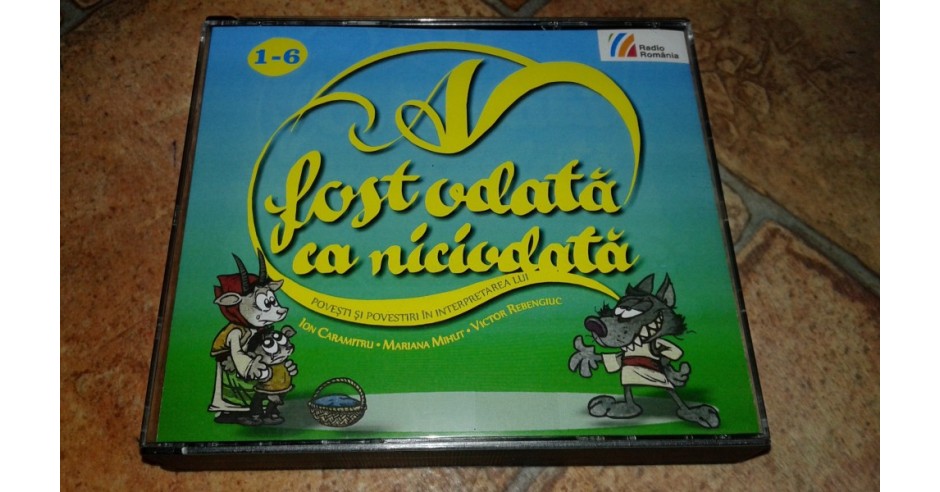 1-6
Radio
România
A
fost odată
ca niciodată
POVEȘTI ȘI POVESTIRI ÎN INTERPRETAREA LUI
ION CARAMITRU • MARIANA MIHUȚ • VICTOR REBENGIUC